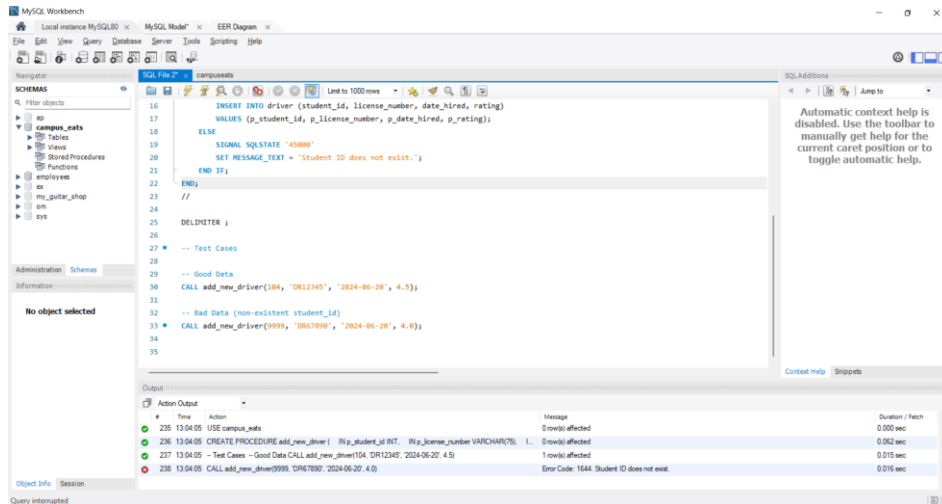 MySQL Workbench
Local instance MySQL80 × MySQL Model* × EER Diagram ×
File Edit View Query Database Server Tools Scripting Help
Navigator
SCHEMAS
Filter objects
ap
campus_eats
Tables
Views
Stored Procedures
Functions
employees
ex
my_guitar_shop
om
sys
Administration Schemas
Information
No object selected
Object Info Session
Query interrupted
SQL File 2* × campuseats
Limit to 1000 rows
16 INSERT INTO driver (student_id, license_number, date_hired, rating)
17 VALUES (p_student_id, p_license_number, p_date_hired, p_rating);
18 ELSE
19 SIGNAL SQLSTATE '45000'
20 SET MESSAGE_TEXT = 'Student ID does not exist.';
21 END IF;
22 END;
23 //
24
25 DELIMITER ;
26
27 -- Test Cases
28
29 -- Good Data
30 CALL add_new_driver(104, 'DR12345', '2024-06-20', 4.5);
31
32 -- Bad Data (non-existent student_id)
33 CALL add_new_driver(9999, 'DR67890', '2024-06-20', 4.0);
34
35
SQLAdditions
Jump to
Automatic context help is
disabled. Use the toolbar to
manually get help for the
current caret position or to
toggle automatic help.
Context Help Snippets
Output
Action Output
# Time Action Message Duration / Fetch
235 13:04:05 USE campus_eats 0 row(s) affected 0.000 sec
236 13:04:05 CREATE PROCEDURE add_new_driver ( IN p_student_id INT, IN p_license_number VARCHAR(75), I... 0 row(s) affected 0.062 sec
237 13:04:05 -- Test Cases -- Good Data CALL add_new_driver(104, 'DR12345', '2024-06-20', 4.5) 1 row(s) affected 0.015 sec
238 13:04:05 CALL add_new_driver(9999, 'DR67890', '2024-06-20', 4.0) Error Code: 1644. Student ID does not exist. 0.016 sec